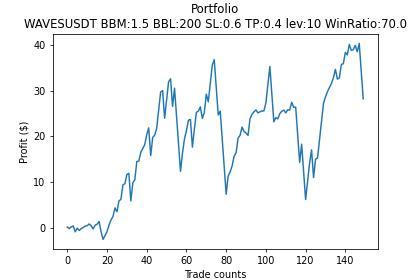 Portfolio
WAVESUSDT BBM:1.5 BBL:200 SL:0.6 TP:0.4 lev:10 WinRatio:70.0
Profit ($)
40
30
20
10
0
0 20 40 60 80 100 120 140
Trade counts